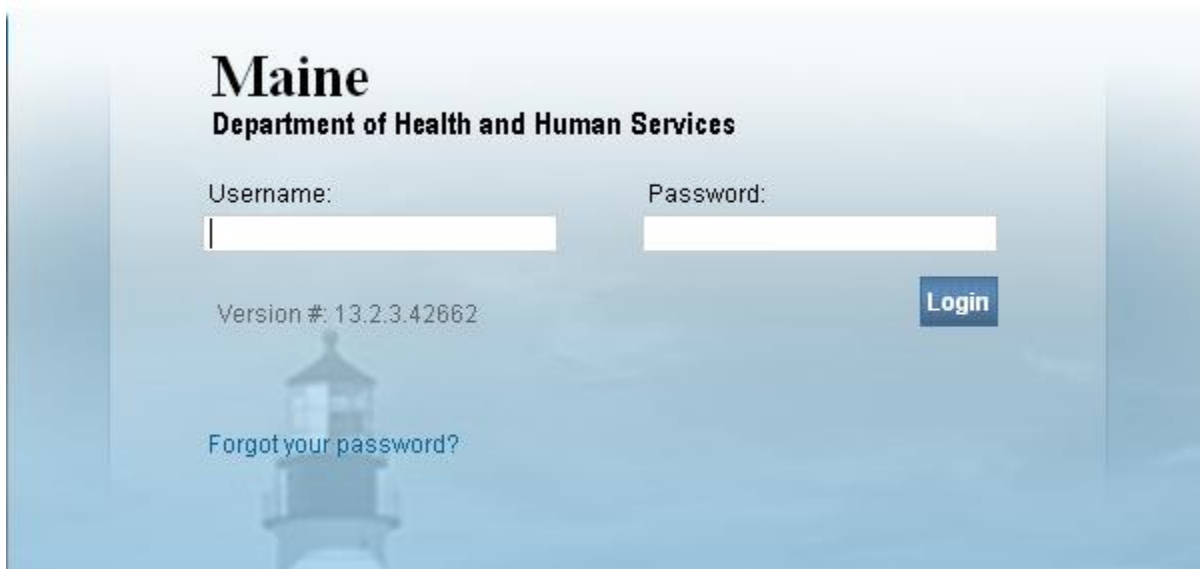 Maine
Department of Health and Human Services
Username:
Password:
Login
Version #: 13.2.3.42662
Forgot your password?